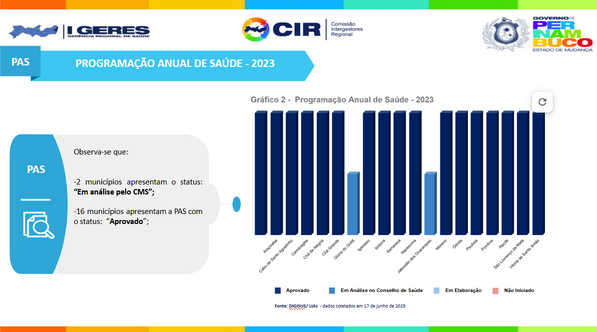 I GERES
GERÊNCIA REGIONAL DE SAÚDE
CIR
Comissão
Intergestores
Regional
GOVERNO DE
PERNAMBUCO
ESTADO DE MUDANÇA
PAS
PROGRAMAÇÃO ANUAL DE SAÚDE - 2023
Gráfico 2 - Programação Anual de Saúde - 2023
PAS
Observa-se que:
-2 municípios apresentam o status:
“Em análise pelo CMS”;
-16 municípios apresentam a PAS com
o status: “Aprovado”;
Araçoiaba
Cabo de Santo Agostinho
Camaragibe
Chã de Alegria
Chã Grande
Glória do Goitá
Igarassu
Ipojuca
Itamaracá
Itapissuma
Jaboatão dos Guararapes
Moreno
Olinda
Paulista
Pombos
Recife
São Lourenço da Mata
Vitória de Santo Antão
Aprovado
Em Análise no Conselho de Saúde
Em Elaboração
Não Iniciado
Fonte: DIGISUS/ UAs - dados coletados em 17 de junho de 2025